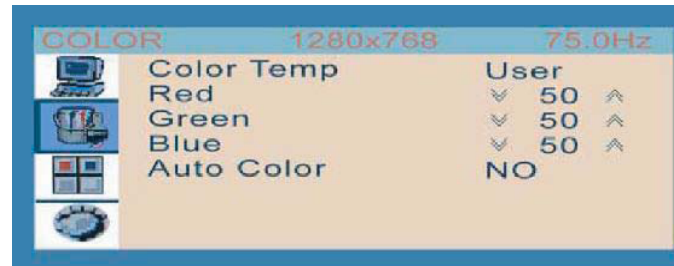 COLOR 1280x768 75.0Hz
Color Temp User
Red 50
Green 50
Blue 50
Auto Color NO